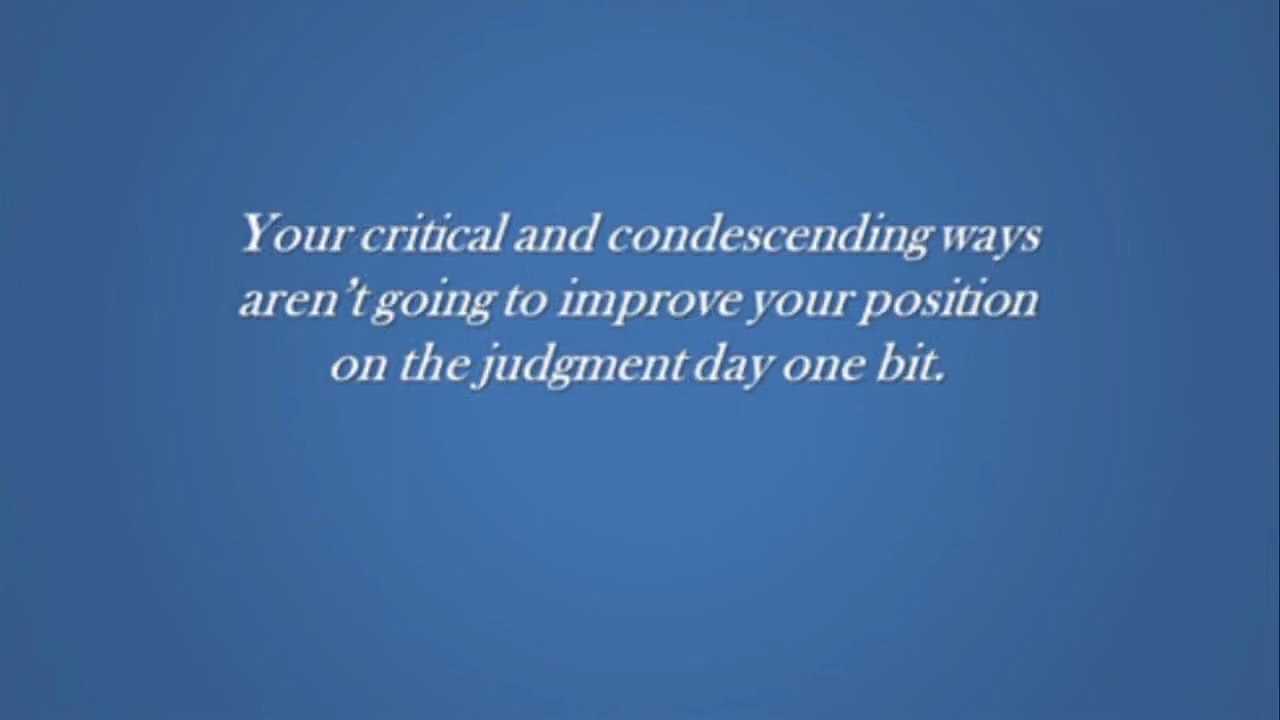 Your critical and condescending ways
aren’t going to improve your position
on the judgment day one bit.